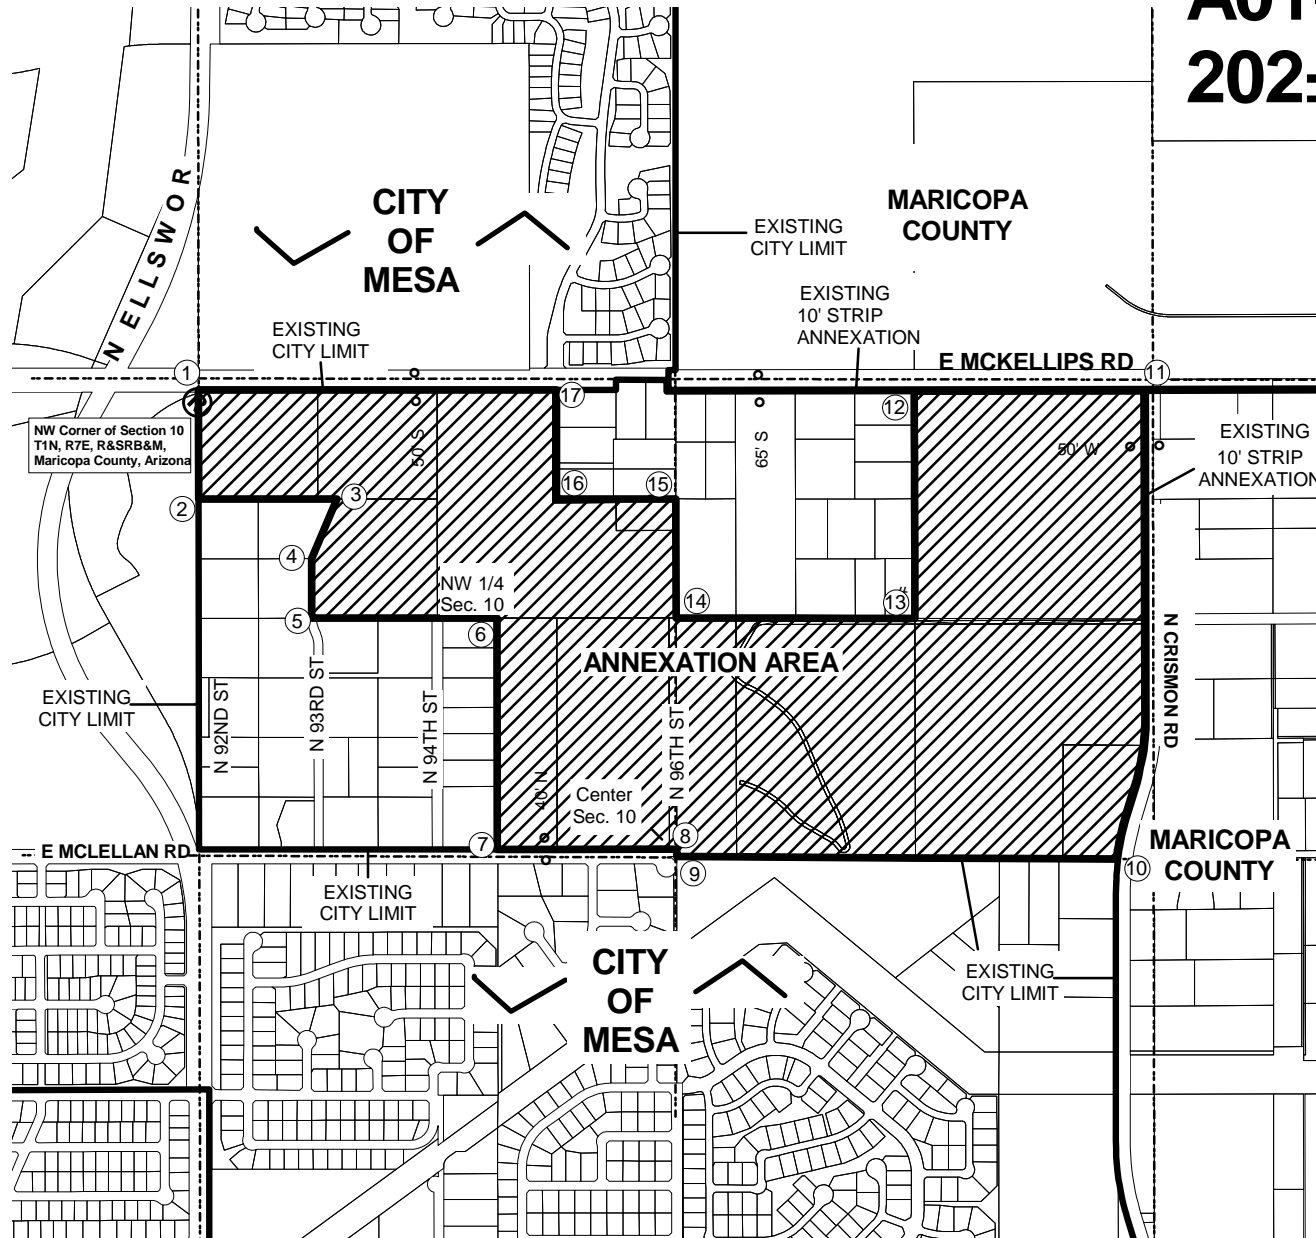 202±
CITY
OF
MESA
MARICOPA
COUNTY
EXISTING
CITY LIMIT
EXISTING
10' STRIP
ANNEXATION
N ELLSWOR
EXISTING
CITY LIMIT
E MCKELLIPS RD
1
11
17
12
NW Corner of Section 10
T1N, R7E, R&SRB&M,
Maricopa County, Arizona
50' S
65' S
50' W
EXISTING
10' STRIP
ANNEXATION
2
3
16
15
4
NW 1/4
Sec. 10
14
13
5
6
ANNEXATION AREA
N CRISMON RD
EXISTING
CITY LIMIT
N 92ND ST
N 93RD ST
N 94TH ST
N 96TH ST
40' N
Center
Sec. 10
7
8
E MCLELLAN RD
MARICOPA
COUNTY
9
10
EXISTING
CITY LIMIT
CITY
OF
MESA
EXISTING
CITY LIMIT